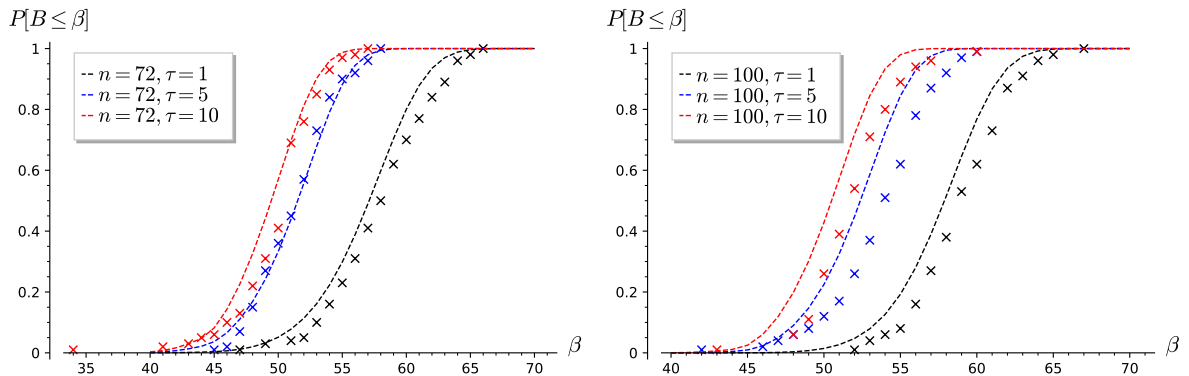 P[B ≤ β]
1
0.8
0.6
0.4
0.2
0
35 40 45 50 55 60 65 70
β
n = 72, τ = 1
n = 72, τ = 5
n = 72, τ = 10
P[B ≤ β]
1
0.8
0.6
0.4
0.2
0
40 45 50 55 60 65 70
β
n = 100, τ = 1
n = 100, τ = 5
n = 100, τ = 10